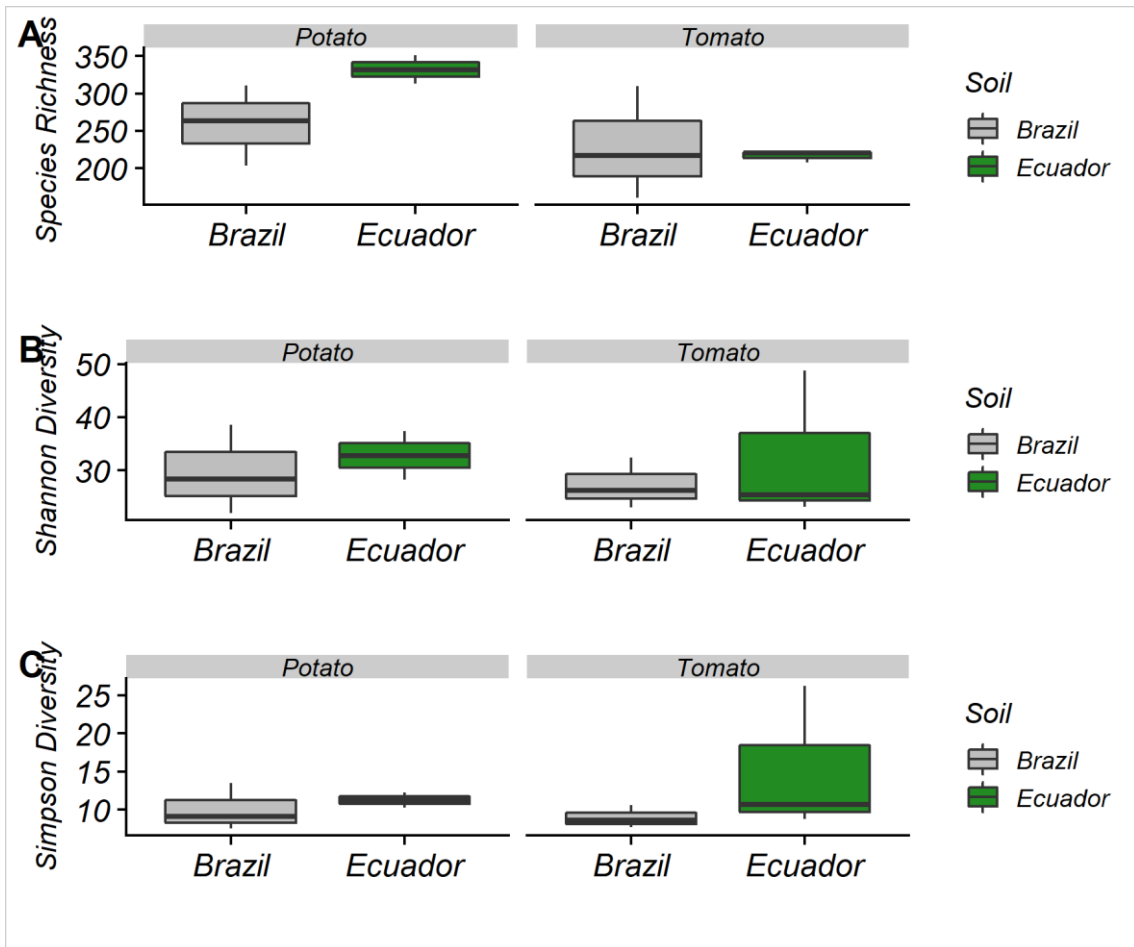 A
Species Richness
Potato
Tomato
350
300
250
200
Brazil
Ecuador
Brazil
Ecuador
Soil
Brazil
Ecuador
B
Shannon Diversity
Potato
Tomato
50
40
30
Brazil
Ecuador
Brazil
Ecuador
Soil
Brazil
Ecuador
C
Simpson Diversity
Potato
Tomato
25
20
15
10
Brazil
Ecuador
Brazil
Ecuador
Soil
Brazil
Ecuador